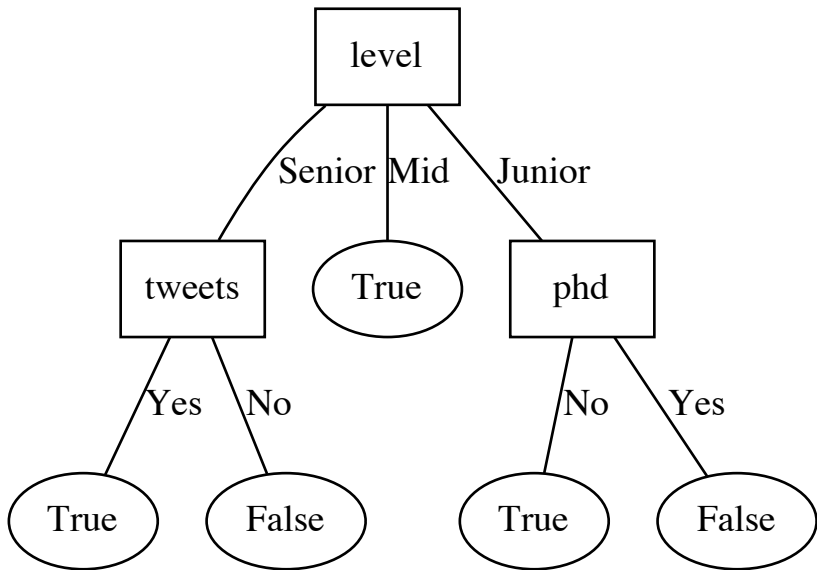 level
Senior Mid Junior
tweets True phd
Yes No No Yes
True False True False